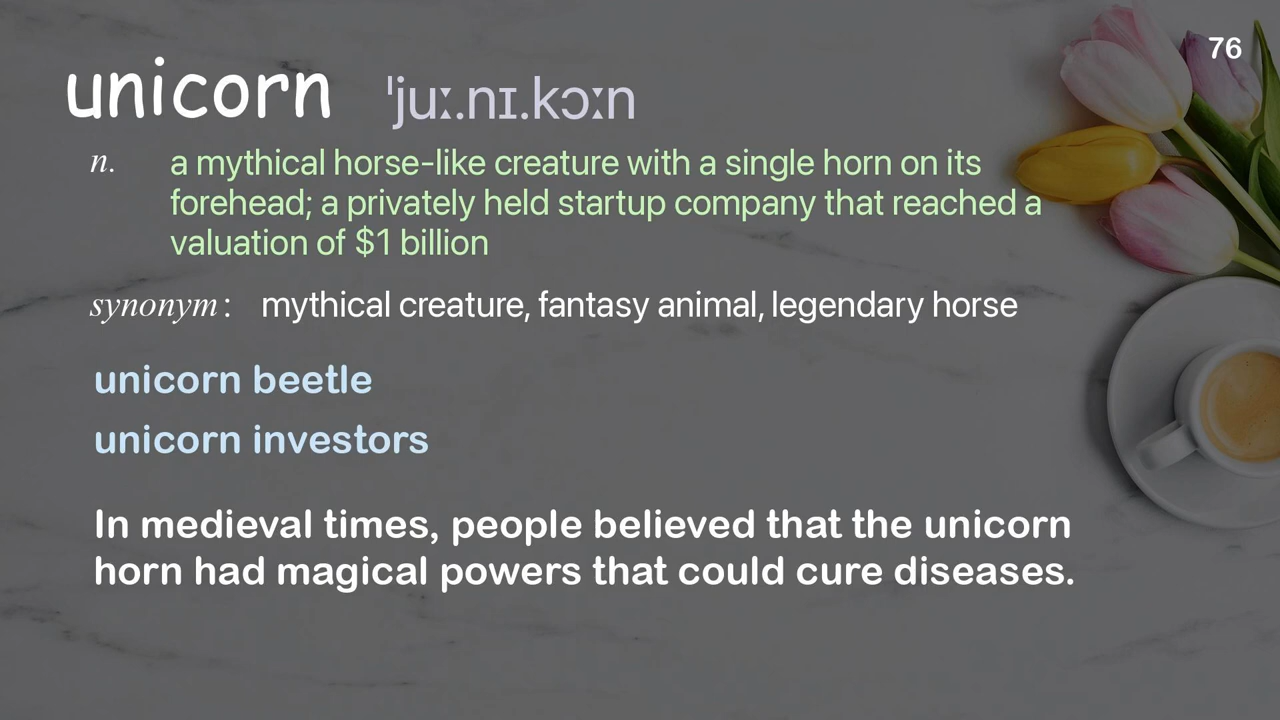 76
unicorn ˈjuː.nɪ.kɔːn
n. a mythical horse-like creature with a single horn on its
forehead; a privately held startup company that reached a
valuation of $1 billion
synonym: mythical creature, fantasy animal, legendary horse
unicorn beetle
unicorn investors
In medieval times, people believed that the unicorn
horn had magical powers that could cure diseases.